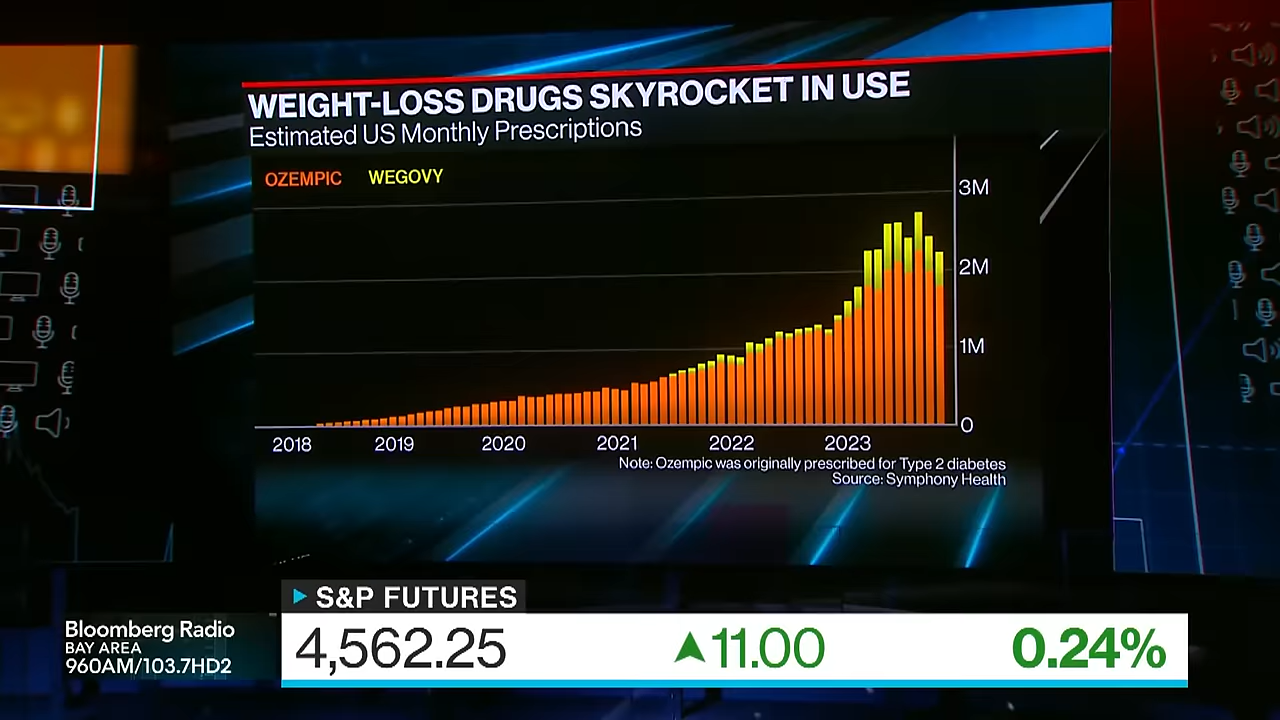 WEIGHT-LOSS DRUGS SKYROCKET IN USE
Estimated US Monthly Prescriptions
OZEMPIC WEGOVY
3M
2M
1M
0
2018 2019 2020 2021 2022 2023
Note: Ozempic was originally prescribed for Type 2 diabetes
Source: Symphony Health
S&P FUTURES
4,562.25 ▲11.00 0.24%
Bloomberg Radio
BAY AREA
960AM/103.7HD2